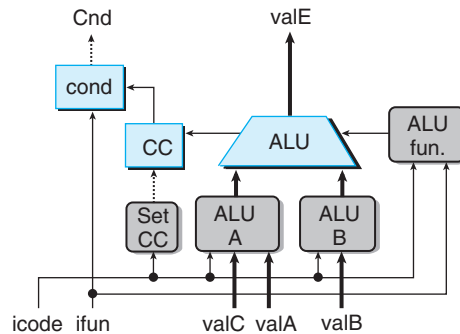 Cnd
valE
cond
CC
ALU
ALU
fun.
Set
CC
ALU
A
ALU
B
icode
ifun
valC
valA
valB